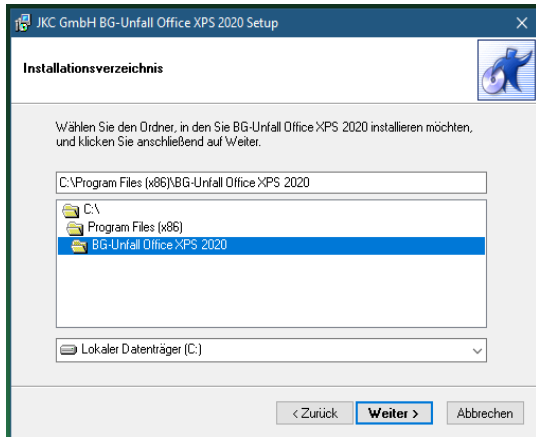 JKC GmbH BG-Unfall Office XPS 2020 Setup
Installationsverzeichnis
Wählen Sie den Ordner, in den Sie BG-Unfall Office XPS 2020 installieren möchten,
und klicken Sie anschließend auf Weiter.
C:\Program Files (x86)\BG-Unfall Office XPS 2020
C:\
Program Files (x86)
BG-Unfall Office XPS 2020
Lokaler Datenträger (C:)
< Zurück Weiter > Abbrechen